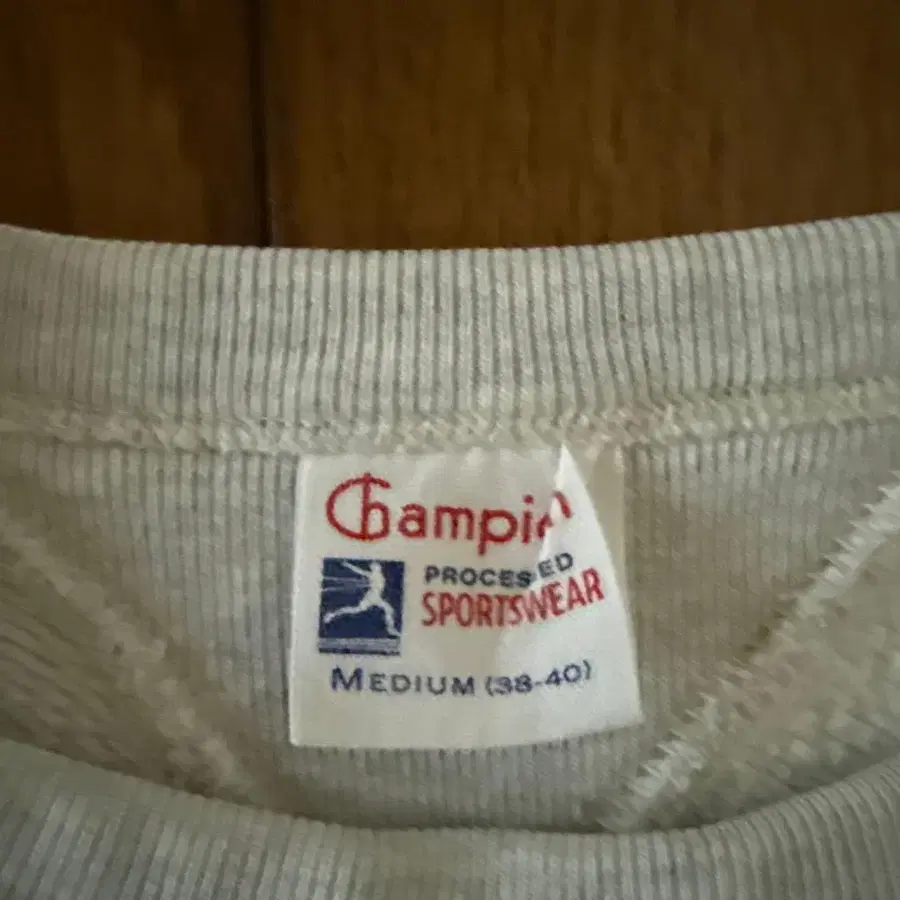 Champion
PROCESSED
SPORTSWEAR
MEDIUM (38-40)